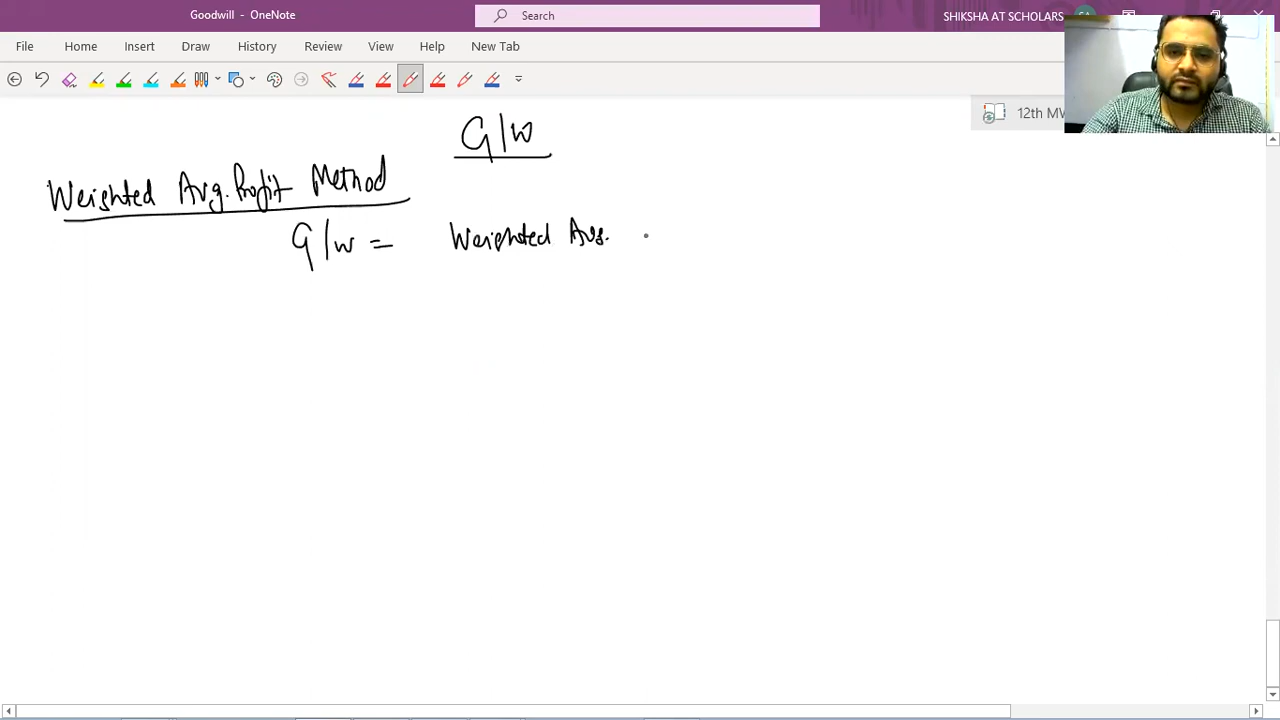 Goodwill - OneNote
Search
SHIKSHA AT SCHOLARS
File Home Insert Draw History Review View Help New Tab
12th MW
G/W
Weighted Avg. Profit Method
G/W = Weighted Avg.